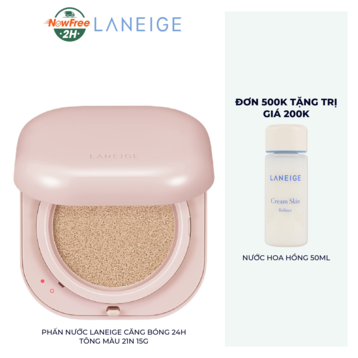 NowFree
2H
LANEIGE
ĐƠN 500K TẶNG TRỊ
GIÁ 200K
LANEIGE
LANEIGE
Cream Skin
Refiner
NƯỚC HOA HỒNG 50ML
PHẤN NƯỚC LANEIGE CĂNG BÓNG 24H
TÔNG MÀU 21N 15G